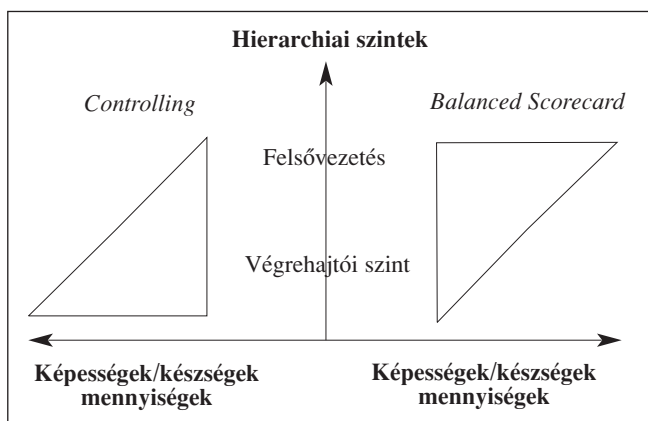 Hierarchiai szintek
Controlling
Balanced Scorecard
Felsővezetés
Végrehajtói szint
Képességek/készségek
mennyiségek
Képességek/készségek
mennyiségek